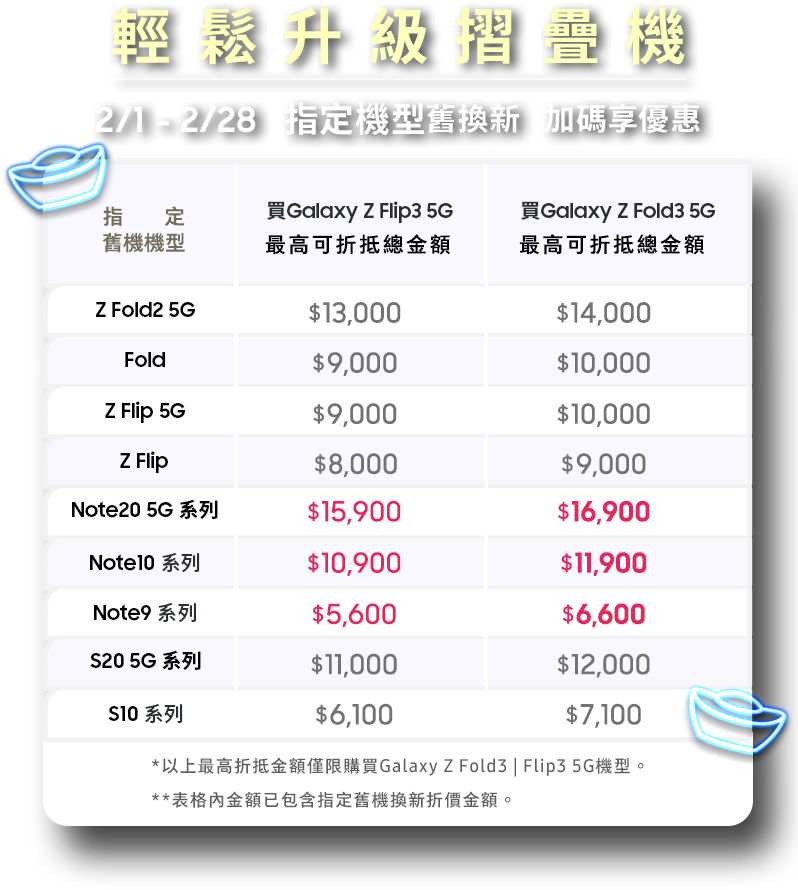 輕鬆升級摺疊機
2/1 - 2/28 指定機型舊換新 加碼享優惠
指 定
舊機機型
買Galaxy Z Flip3 5G
最高可折抵總金額
買Galaxy Z Fold3 5G
最高可折抵總金額
Z Fold2 5G $13,000 $14,000
Fold $9,000 $10,000
Z Flip 5G $9,000 $10,000
Z Flip $8,000 $9,000
Note20 5G 系列 $15,900 $16,900
Note10 系列 $10,900 $11,900
Note9 系列 $5,600 $6,600
S20 5G 系列 $11,000 $12,000
S10 系列 $6,100 $7,100
*以上最高折抵金額僅限購買Galaxy Z Fold3 | Flip3 5G機型。
**表格內金額已包含指定舊機換新折價金額。